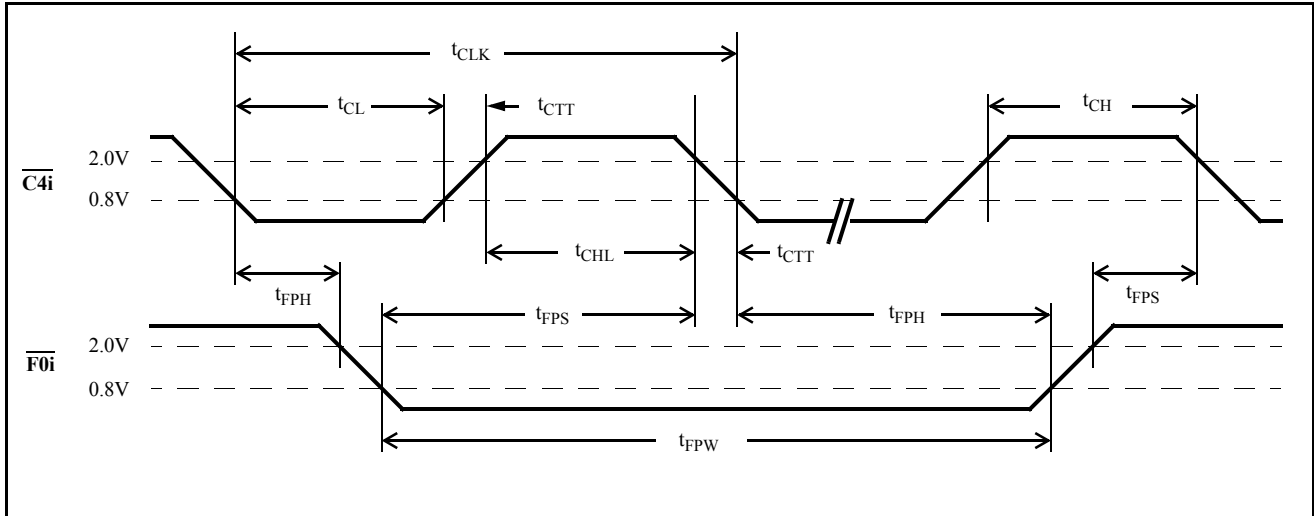 tCLK
tCL
tCTT
tCH
2.0V
C4i
0.8V
tCHL
tCTT
tFPH
tFPS
tFPS
tFPH
2.0V
F0i
0.8V
tFPW